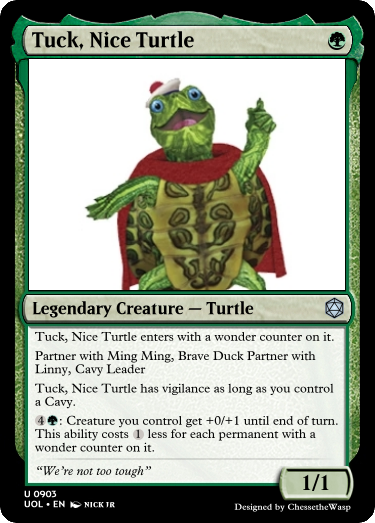 Tuck, Nice Turtle
Legendary Creature — Turtle
Tuck, Nice Turtle enters with a wonder counter on it.
Partner with Ming Ming, Brave Duck Partner with
Linny, Cavy Leader
Tuck, Nice Turtle has vigilance as long as you control
a Cavy.
4: Creature you control get +0/+1 until end of turn.
This ability costs 1 less for each permanent with a
wonder counter on it.
“We're not too tough”
1/1
U 0903
UOL • EN NICK JR
Designed by ChessetheWasp